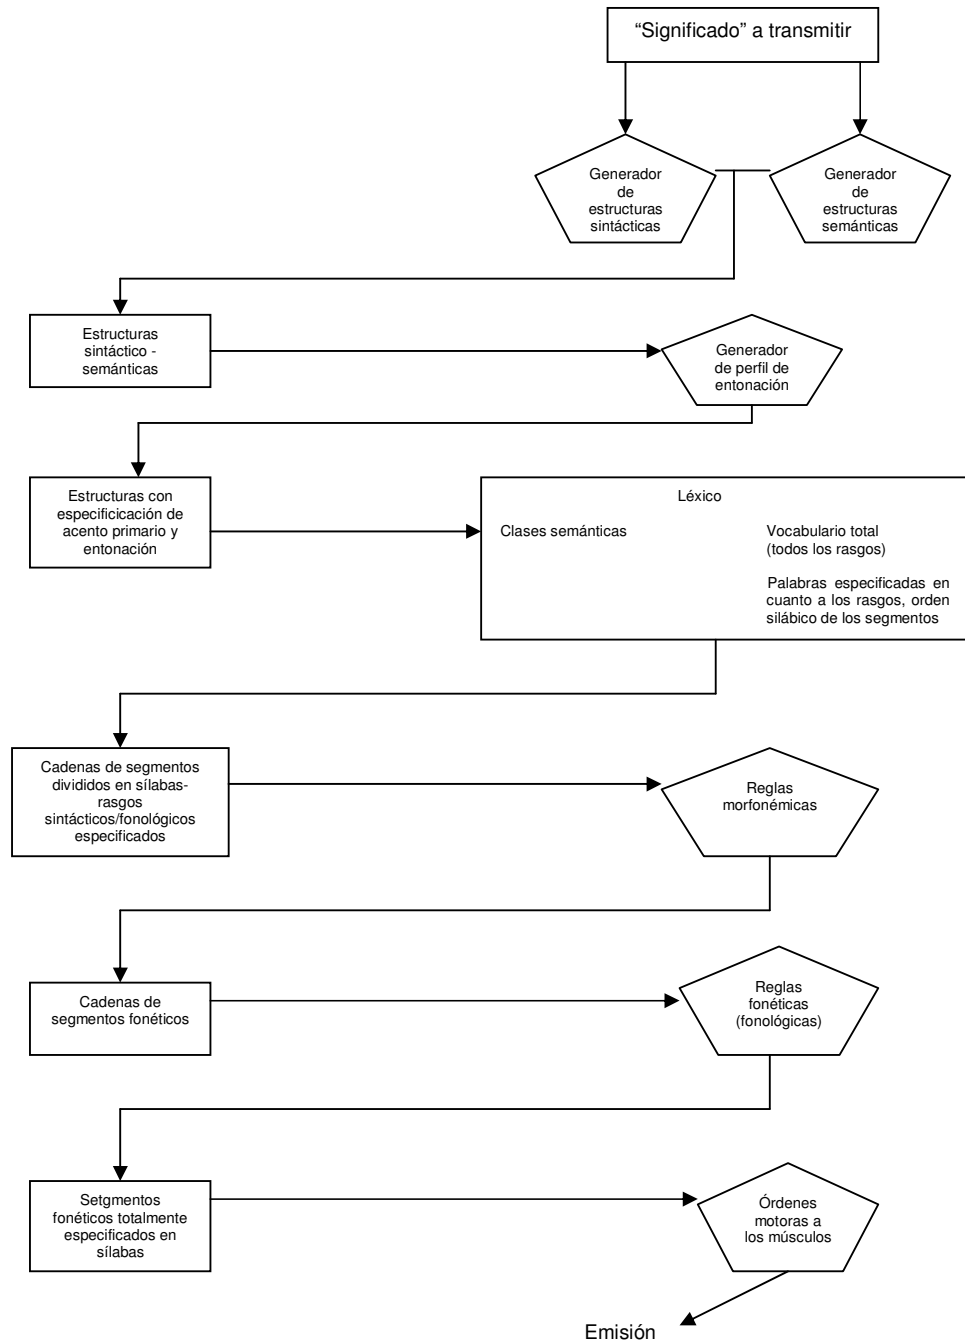 “Significado” a transmitir
Generador
de
estructuras
sintácticas
Generador
de
estructuras
semánticas
Estructuras
sintáctico -
semánticas
Generador
de perfil de
entonación
Estructuras con
especificicación de
acento primario y
entonación
Léxico
Clases semánticas
Vocabulario total
(todos los rasgos)
Palabras especificadas en
cuanto a los rasgos, orden
silábico de los segmentos
Cadenas de segmentos
divididos en sílabas-
rasgos
sintácticos/fonológicos
especificados
Reglas
morfonémicas
Cadenas de
segmentos fonéticos
Reglas
fonéticas
(fonológicas)
Setgmentos
fonéticos totalmente
especificados en
sílabas
Órdenes
motoras a
los músculos
Emisión